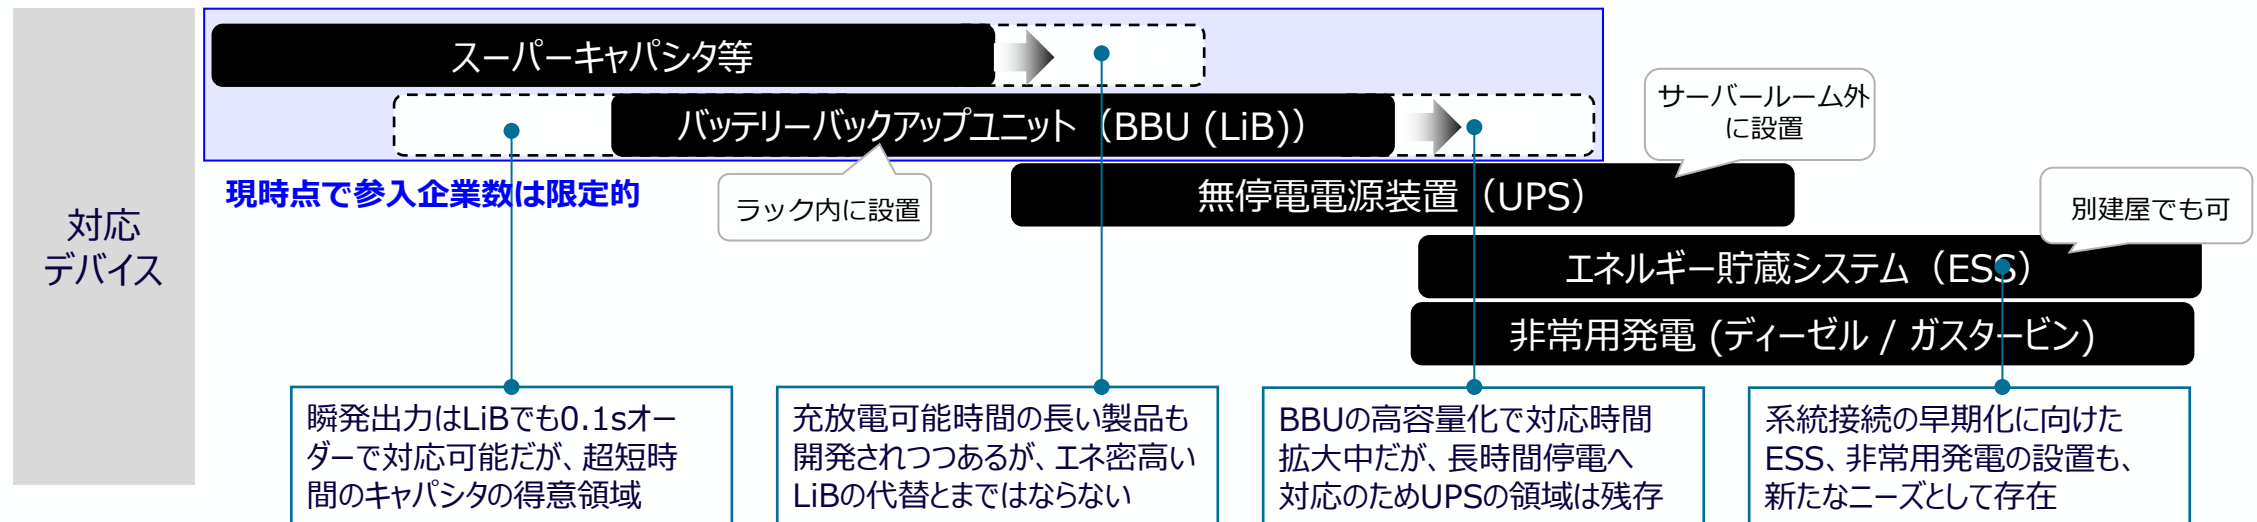 対応
デバイス
スーパーキャパシタ等
バッテリーバックアップユニット（BBU (LiB)）
サーバールーム外
に設置
現時点で参入企業数は限定的
ラック内に設置
無停電電源装置（UPS）
別建屋でも可
エネルギー貯蔵システム（ESS）
非常用発電 (ディーゼル / ガスタービン)
瞬発出力はLiBでも0.1sオー
ダーで対応可能だが、超短時
間のキャパシタの得意領域
充放電可能時間の長い製品も
開発されつつあるが、エネ密高い
LiBの代替とまではならない
BBUの高容量化で対応時間
拡大中だが、長時間停電へ
対応のためUPSの領域は残存
系統接続の早期化に向けた
ESS、非常用発電の設置も、
新たなニーズとして存在